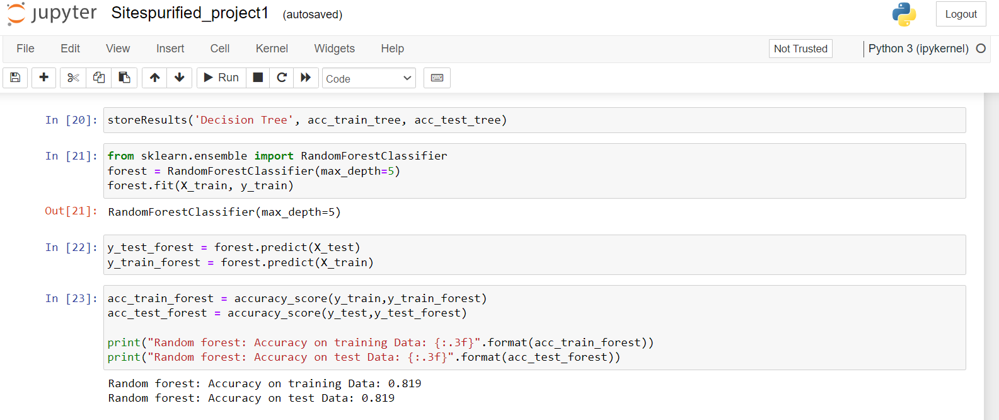 jupyter Sitespurified_project1 (autosaved) Logout
File Edit View Insert Cell Kernel Widgets Help Not Trusted Python 3 (ipykernel)
Run Code
In [20]: storeResults('Decision Tree', acc_train_tree, acc_test_tree)
In [21]: from sklearn.ensemble import RandomForestClassifier
forest = RandomForestClassifier(max_depth=5)
forest.fit(X_train, y_train)
Out[21]: RandomForestClassifier(max_depth=5)
In [22]: y_test_forest = forest.predict(X_test)
y_train_forest = forest.predict(X_train)
In [23]: acc_train_forest = accuracy_score(y_train,y_train_forest)
acc_test_forest = accuracy_score(y_test,y_test_forest)
print("Random forest: Accuracy on training Data: {:.3f}".format(acc_train_forest))
print("Random forest: Accuracy on test Data: {:.3f}".format(acc_test_forest))
Random forest: Accuracy on training Data: 0.819
Random forest: Accuracy on test Data: 0.819